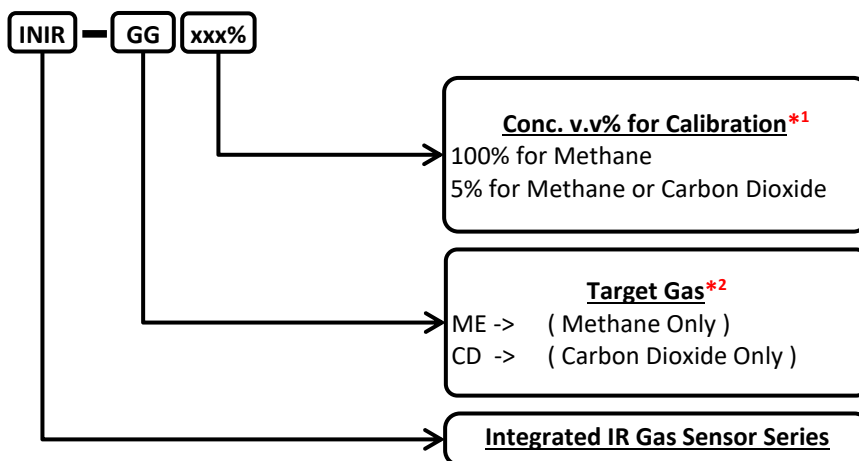 INIR - GG xxx%
Conc. v.v% for Calibration*1
100% for Methane
5% for Methane or Carbon Dioxide
Target Gas*2
ME -> ( Methane Only )
CD -> ( Carbon Dioxide Only )
Integrated IR Gas Sensor Series